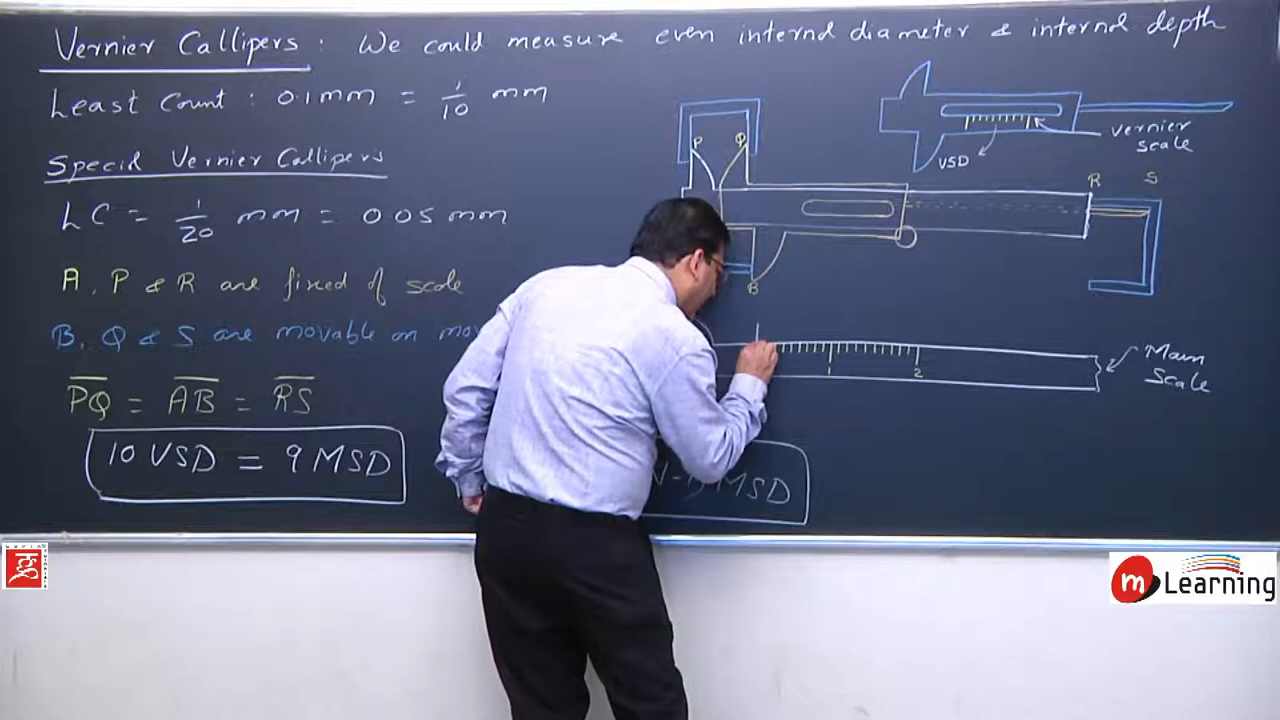 Vernier Callipers : We could measure even internal diameter & internal depth
Least Count : 0.1mm = 1/10 mm
Special Vernier Callipers
LC = 1/20 mm = 0.05 mm
A, P & R are fixed of scale
B, Q & S are movable on
PQ = AB = RS
10 VSD = 9 MSD
N-1) MSD
P
Q
B
R
S
VSD
Vernier scale
1
2
Main Scale
m Learning